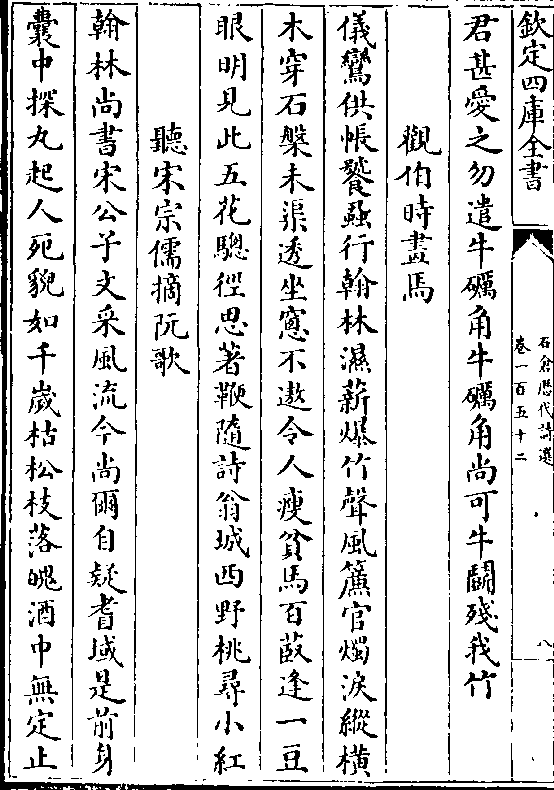 欽定四庫全書
石倉歷代詩選
卷一百五十二
八
君甚愛之勿遣牛礪角牛礪角尚可牛鬭殘我竹
觀伯時畫馬
儀鸞供帳饕蝨行翰林濕薪爆竹聲風簾官燭淚縱橫
木穿石槃未渠透坐窻不遨令人瘦貧馬百䕸逢一豆
眼明見此五花驄徑思著鞭隨詩翁城西野桃尋小紅
聽宋宗儒摘阮歌
翰林尚書宋公子文采風流今尚爾自疑耆域是前身
囊中探丸起人死貌如千歲枯松枝落魄酒中無定止